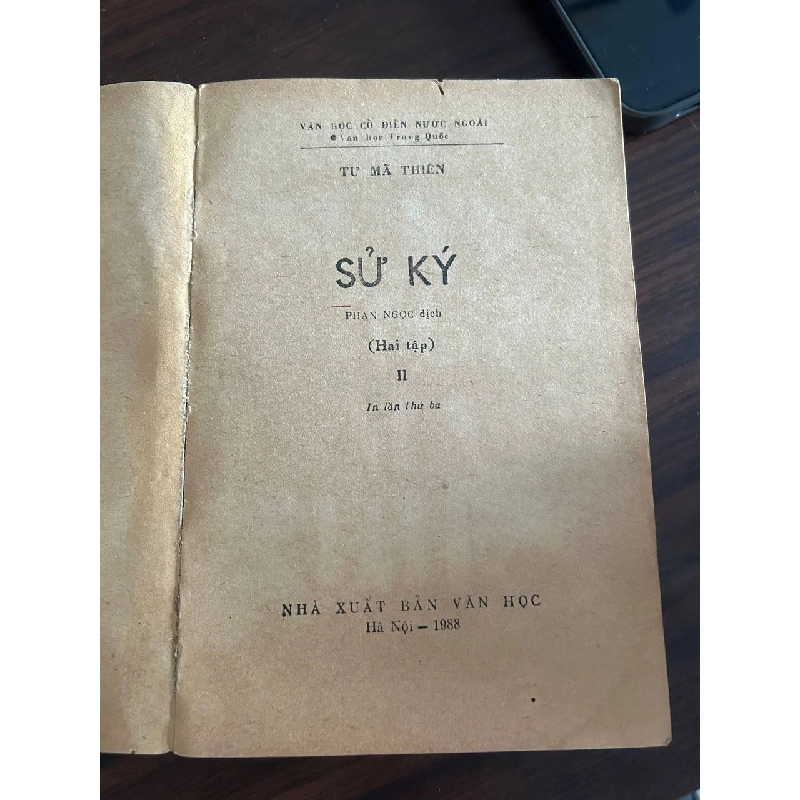 VĂN HỌC CỔ ĐIỂN NƯỚC NGOÀI
Văn học Trung Quốc
TƯ MÃ THIÊN
SỬ KÝ
PHAN NGỌC dịch
(Hai tập)
II
In lần thứ ba
NHÀ XUẤT BẢN VĂN HỌC
Hà Nội — 1988